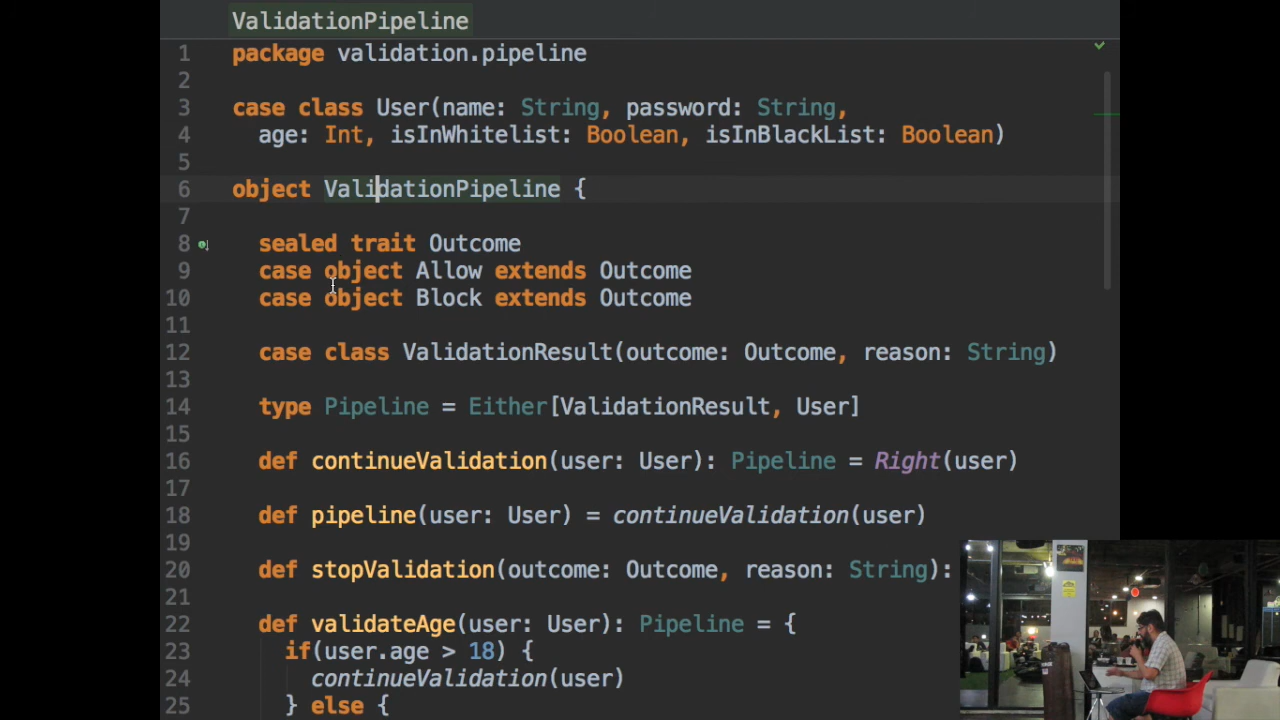 ValidationPipeline
1 package validation.pipeline
2
3 case class User(name: String, password: String,
4 age: Int, isInWhitelist: Boolean, isInBlackList: Boolean)
5
6 object ValidationPipeline {
7
8 sealed trait Outcome
9 case object Allow extends Outcome
10 case object Block extends Outcome
11
12 case class ValidationResult(outcome: Outcome, reason: String)
13
14 type Pipeline = Either[ValidationResult, User]
15
16 def continueValidation(user: User): Pipeline = Right(user)
17
18 def pipeline(user: User) = continueValidation(user)
19
20 def stopValidation(outcome: Outcome, reason: String):
21
22 def validateAge(user: User): Pipeline = {
23 if(user.age > 18) {
24 continueValidation(user)
25 } else {